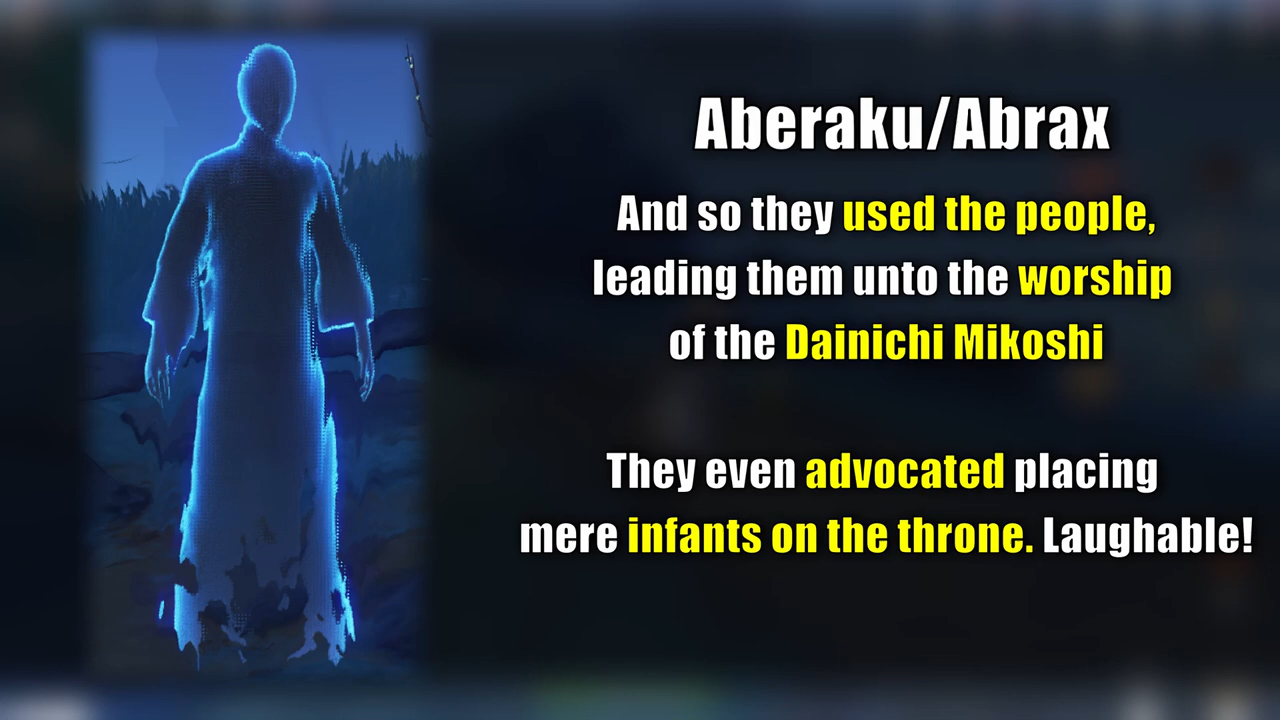 Aberaku/Abrax
And so they used the people,
leading them unto the worship
of the Dainichi Mikoshi
They even advocated placing
mere infants on the throne. Laughable!